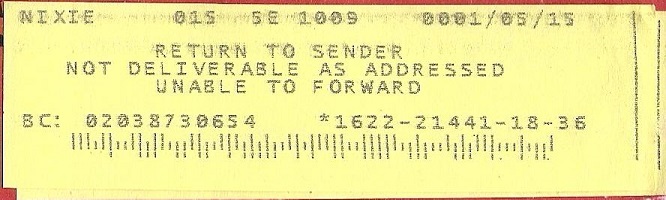 NIXIE 015 5E 1009 0001/05/15
RETURN TO SENDER
NOT DELIVERABLE AS ADDRESSED
UNABLE TO FORWARD
BC: 02038730654 *1622-21441-18-36